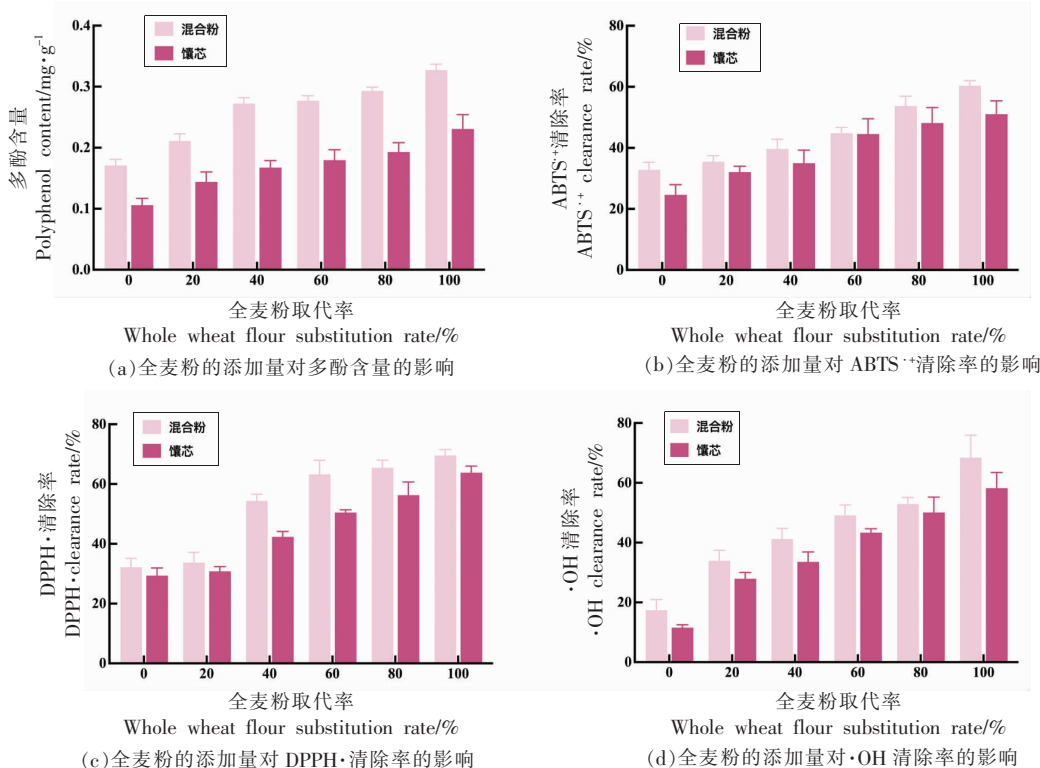 多酚含量
Polyphenol content/mg·g⁻¹
0.4
0.3
0.2
0.1
0.0
混合粉
馕芯
0 20 40 60 80 100
全麦粉取代率
Whole wheat flour substitution rate/%
(a)全麦粉的添加量对多酚含量的影响
ABTS·⁺清除率
ABTS·⁺ clearance rate/%
80
60
40
20
0
混合粉
馕芯
0 20 40 60 80 100
全麦粉取代率
Whole wheat flour substitution rate/%
(b)全麦粉的添加量对 ABTS·⁺清除率的影响
DPPH·清除率
DPPH·clearance rate/%
80
60
40
20
0
混合粉
馕芯
0 20 40 60 80 100
全麦粉取代率
Whole wheat flour substitution rate/%
(c)全麦粉的添加量对 DPPH·清除率的影响
·OH 清除率
·OH clearance rate/%
80
60
40
20
0
混合粉
馕芯
0 20 40 60 80 100
全麦粉取代率
Whole wheat flour substitution rate/%
(d)全麦粉的添加量对·OH 清除率的影响